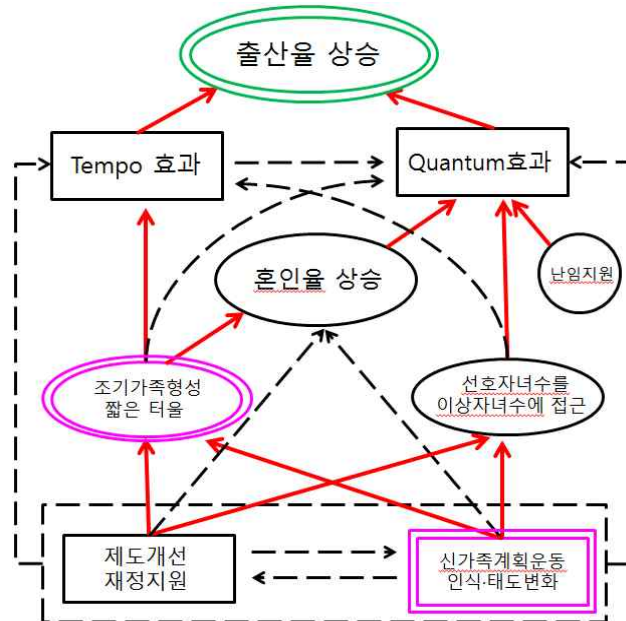 출산율 상승
Tempo 효과
Quantum효과
혼인율 상승
난임지원
조기가족형성
짧은 터울
선호자녀수를
이상자녀수에 접근
제도개선
재정지원
신가족계획운동
인식·태도변화